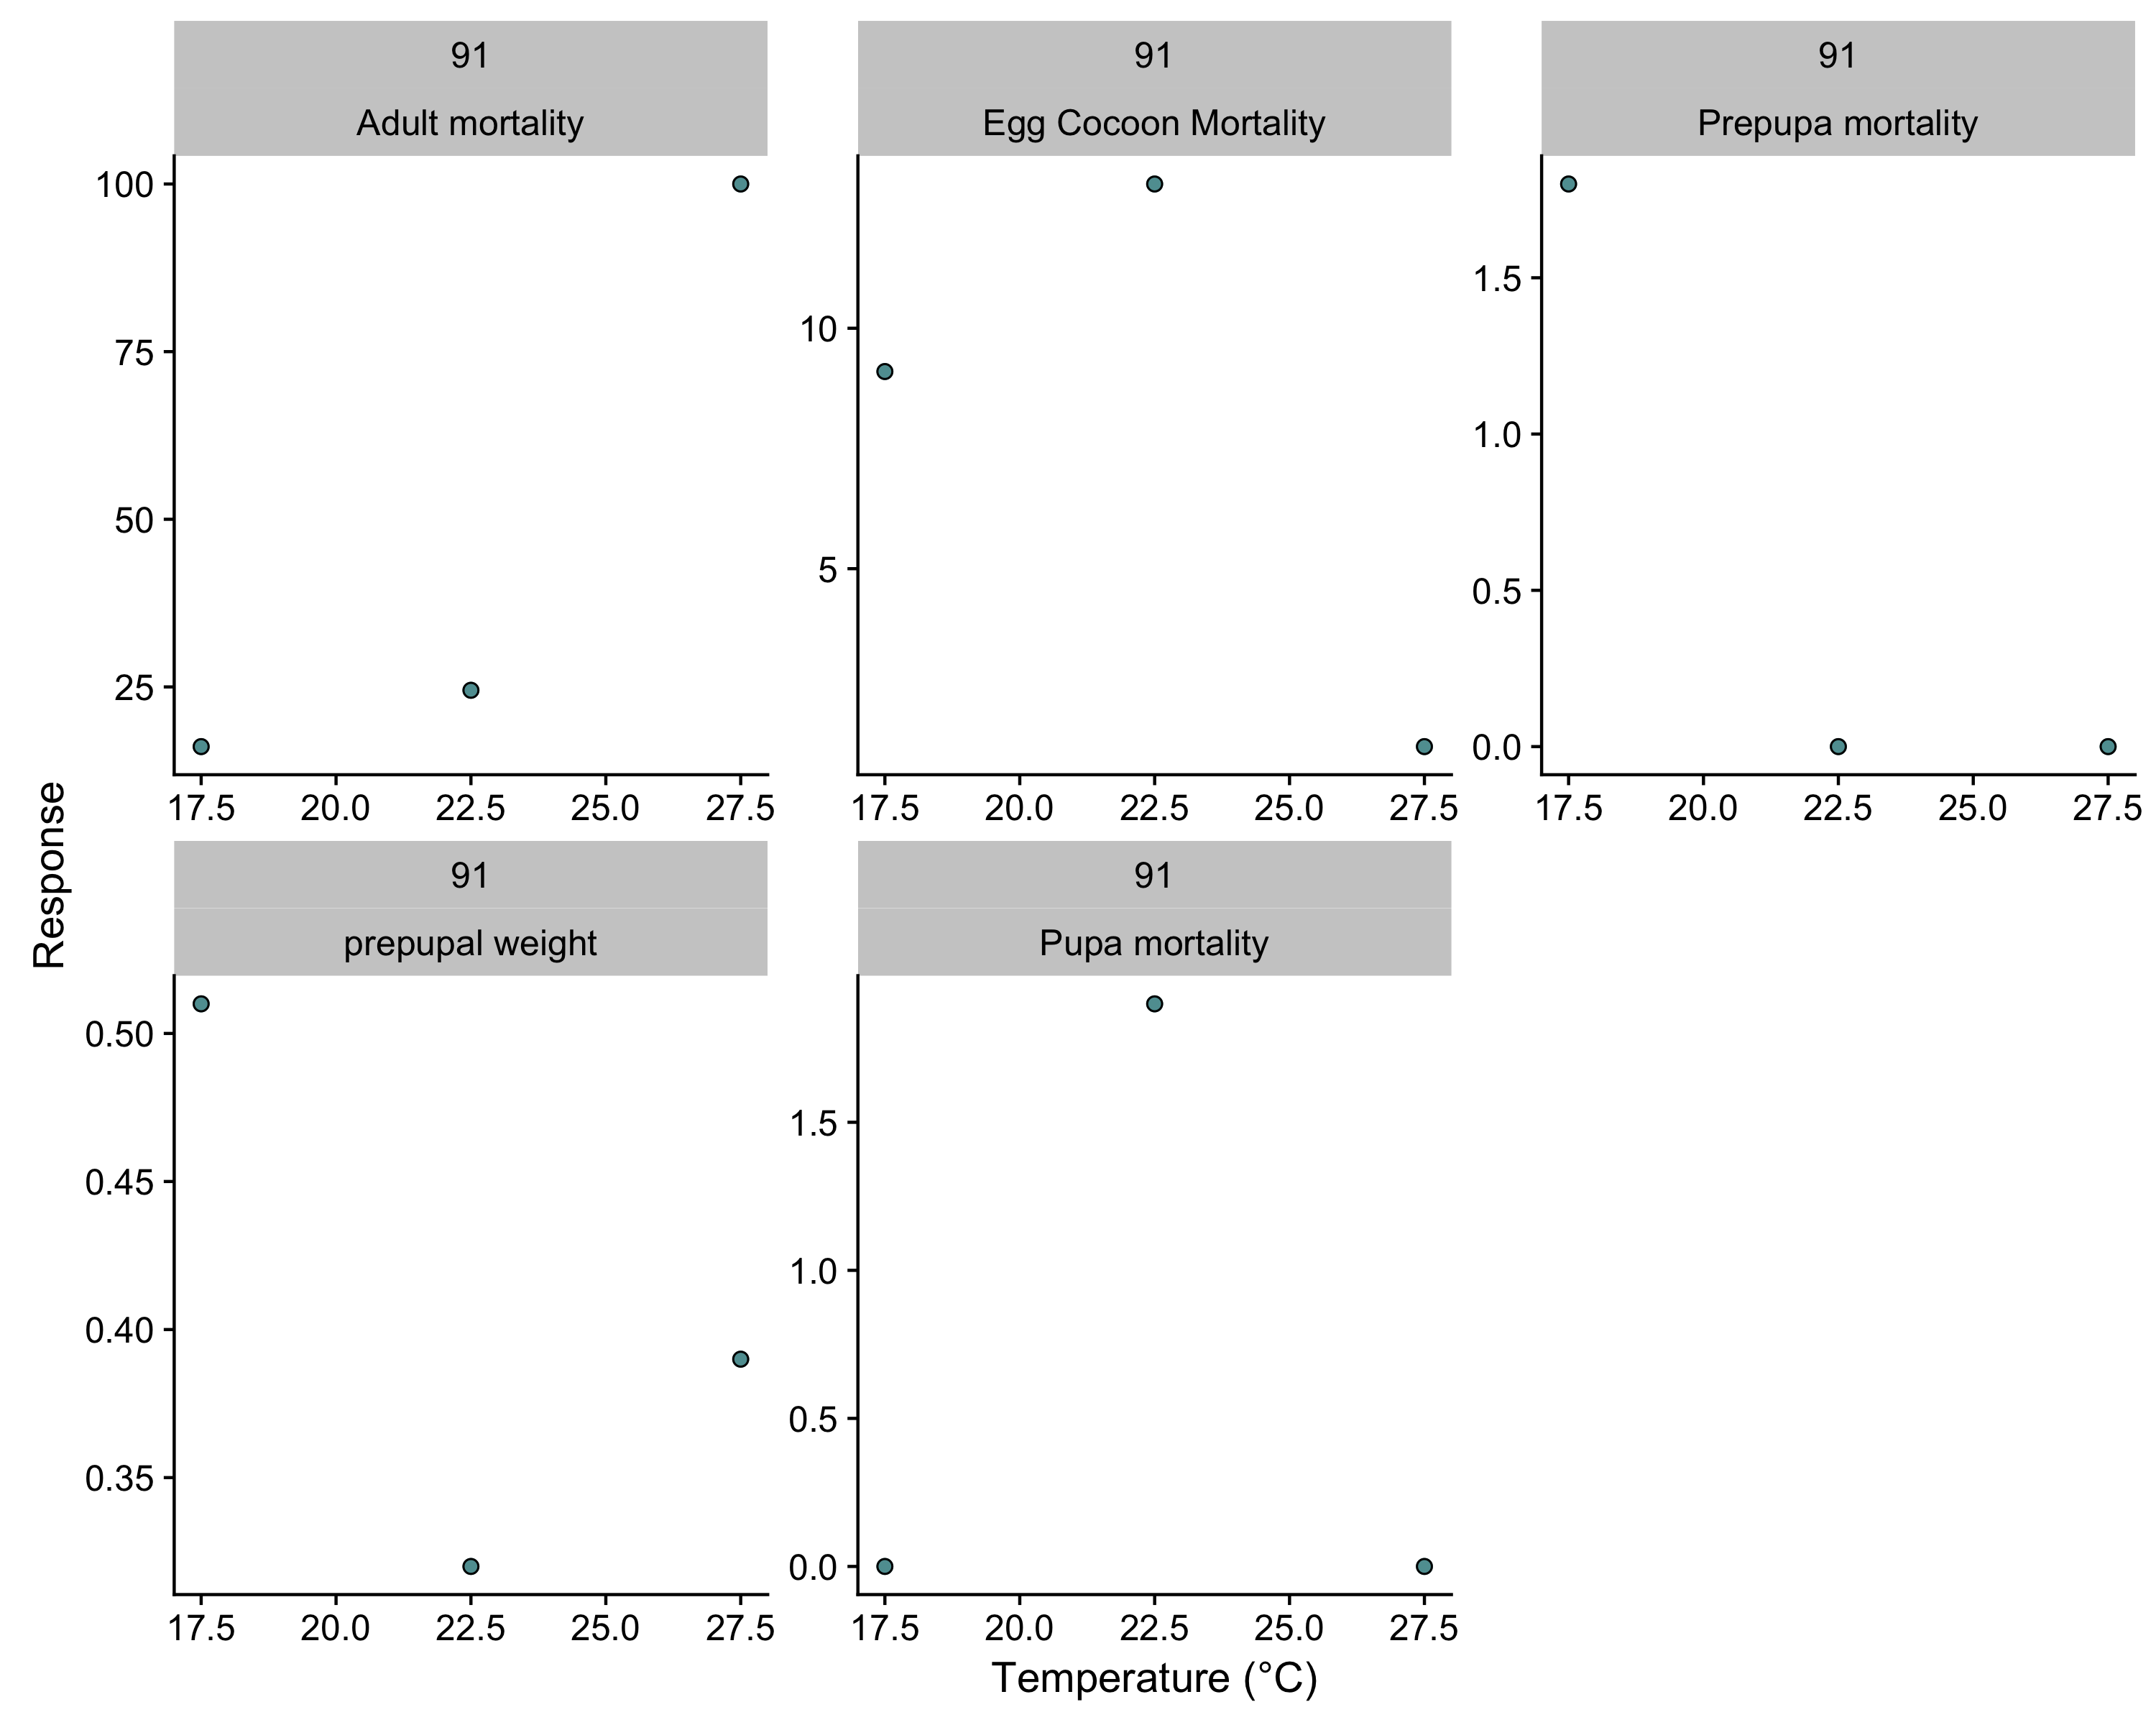 91
Adult mortality
100
75
50
25
17.5 20.0 22.5 25.0 27.5
91
Egg Cocoon Mortality
10
5
17.5 20.0 22.5 25.0 27.5
91
Prepupa mortality
1.5
1.0
0.5
0.0
17.5 20.0 22.5 25.0 27.5
Response
91
prepupal weight
0.50
0.45
0.40
0.35
17.5 20.0 22.5 25.0 27.5
91
Pupa mortality
1.5
1.0
0.5
0.0
17.5 20.0 22.5 25.0 27.5
Temperature (°C)